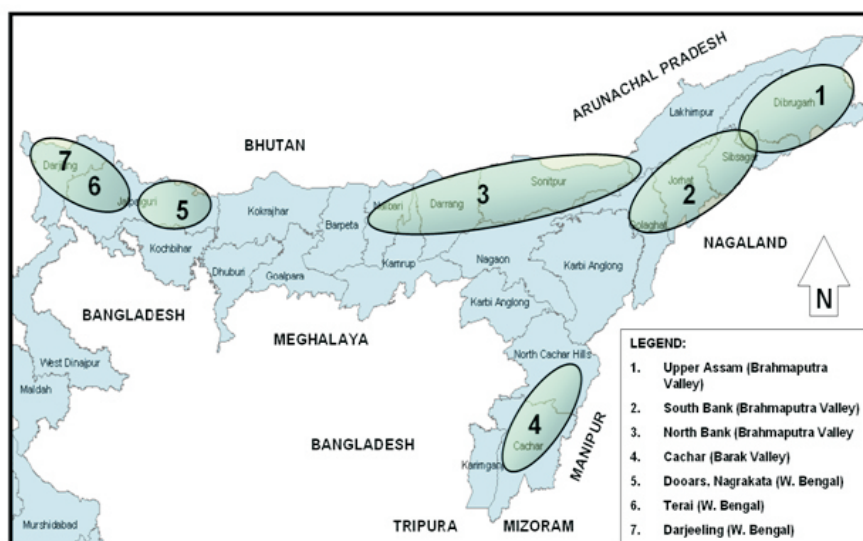 ARUNACHAL PRADESH
1
Dibrugarh
Lakhimpur
BHUTAN
7
Darjiling
6
Jalpaiguri
5
Kochbihar
Kokrajhar
Dhuburi
Goalpara
Barpeta
Nalbari
Kamrup
Darrang
3
Sonitpur
Nagaon
Karbi Anglong
Karbi Anglong
Sibsagar
Jorhat
2
Golaghat
NAGALAND
N
BANGLADESH
MEGHALAYA
West Dinajpur
Maldah
Murshidabad
North Cachar Hills
4
Cachar
Karimganj
BANGLADESH
MANIPUR
TRIPURA
MIZORAM
LEGEND:
1. Upper Assam (Brahmaputra
Valley)
2. South Bank (Brahmaputra Valley)
3. North Bank (Brahmaputra Valley
4. Cachar (Barak Valley)
5. Dooars, Nagrakata (W. Bengal)
6. Terai (W. Bengal)
7. Darjeeling (W. Bengal)